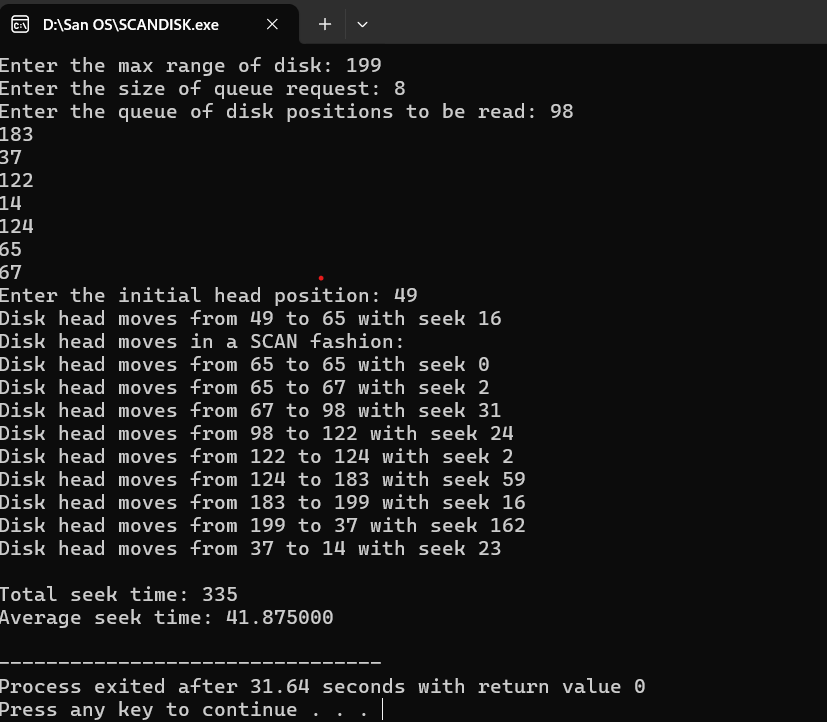 D:\San OS\SCANDISK.exe
Enter the max range of disk: 199
Enter the size of queue request: 8
Enter the queue of disk positions to be read: 98
183
37
122
14
124
65
67
Enter the initial head position: 49
Disk head moves from 49 to 65 with seek 16
Disk head moves in a SCAN fashion:
Disk head moves from 65 to 65 with seek 0
Disk head moves from 65 to 67 with seek 2
Disk head moves from 67 to 98 with seek 31
Disk head moves from 98 to 122 with seek 24
Disk head moves from 122 to 124 with seek 2
Disk head moves from 124 to 183 with seek 59
Disk head moves from 183 to 199 with seek 16
Disk head moves from 199 to 37 with seek 162
Disk head moves from 37 to 14 with seek 23
Total seek time: 335
Average seek time: 41.875000
--------------------------------
Process exited after 31.64 seconds with return value 0
Press any key to continue . . .